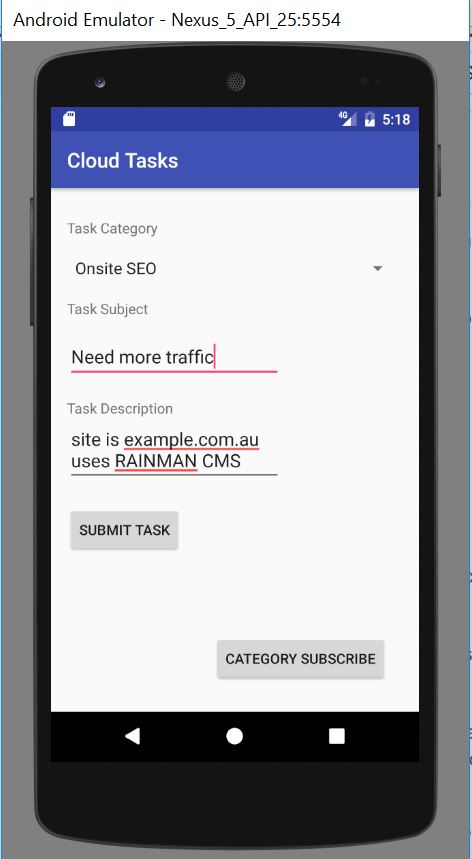 Android Emulator - Nexus_5_API_25:5554
4G 5:18
Cloud Tasks
Task Category
Onsite SEO
Task Subject
Need more traffic
Task Description
site is example.com.au
uses RAINMAN CMS
SUBMIT TASK
CATEGORY SUBSCRIBE